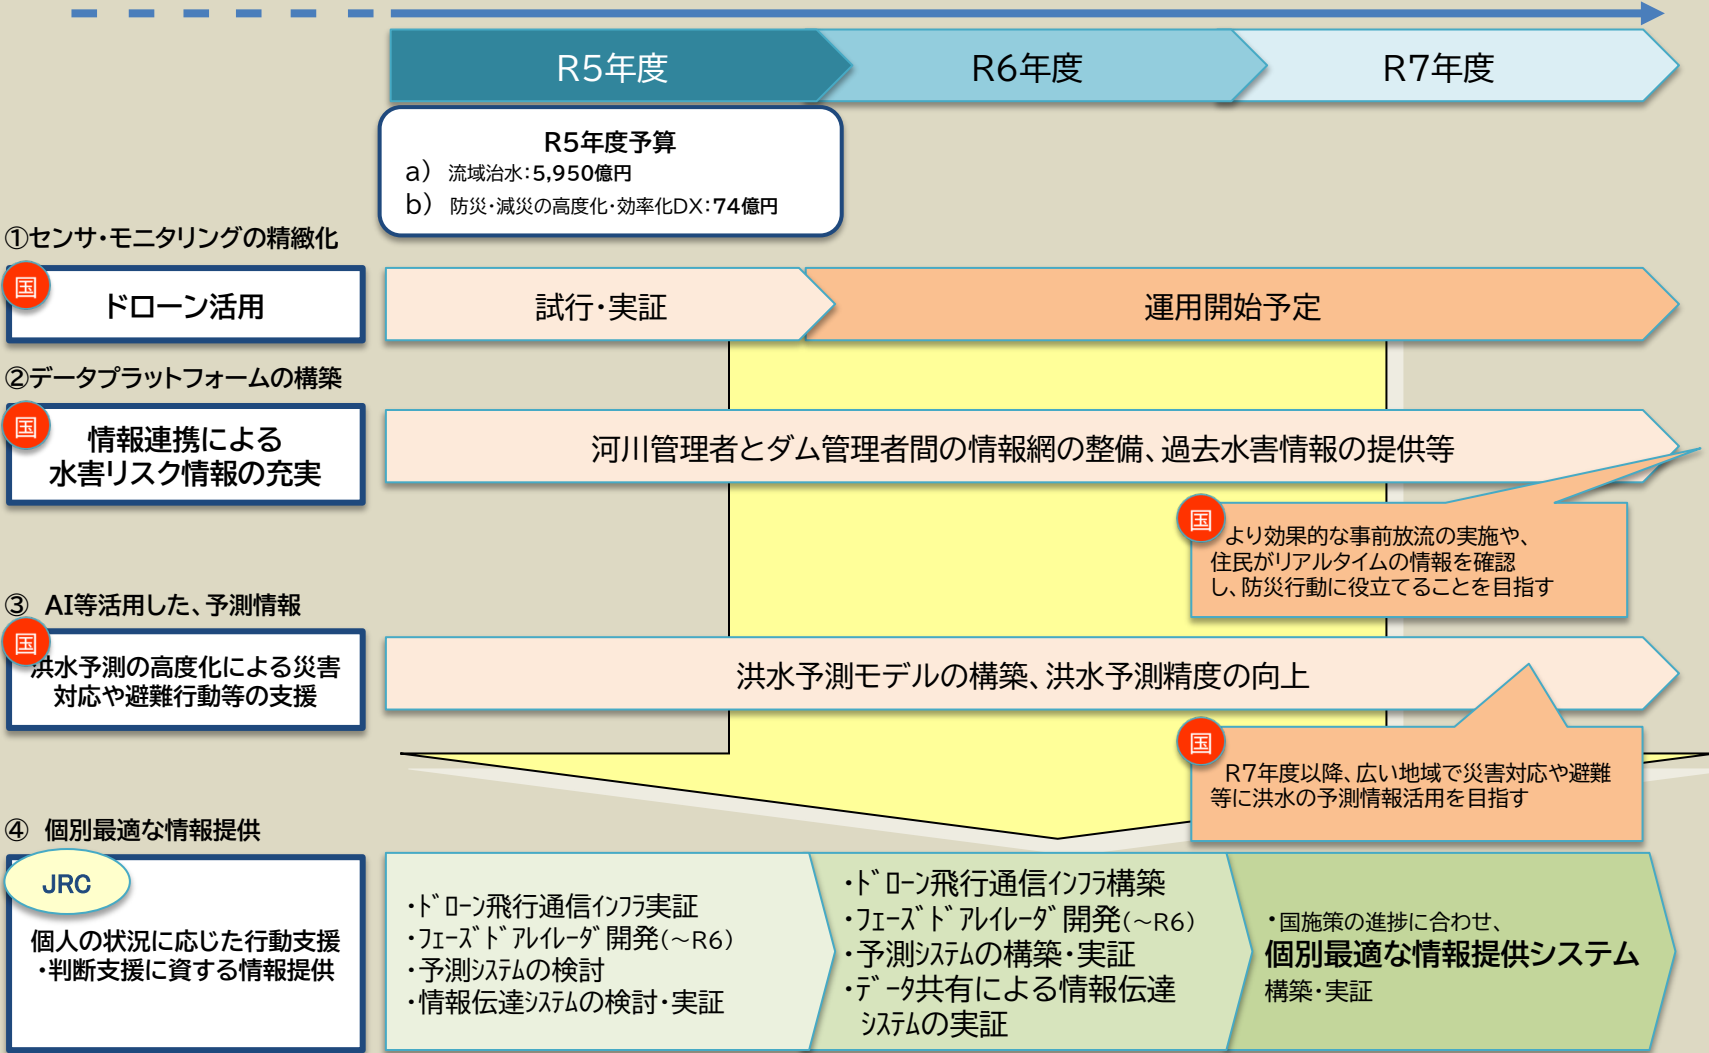 R5年度
R6年度
R7年度
R5年度予算
a) 流域治水:5,950億円
b) 防災・減災の高度化・効率化DX:74億円
①センサ・モニタリングの精緻化
国
ドローン活用
試行・実証
運用開始予定
②データプラットフォームの構築
国
情報連携による
水害リスク情報の充実
河川管理者とダム管理者間の情報網の整備、過去水害情報の提供等
国
より効果的な事前放流の実施や、
住民がリアルタイムの情報を確認
し、防災行動に役立てることを目指す
③ AI等活用した、予測情報
国
洪水予測の高度化による災害
対応や避難行動等の支援
洪水予測モデルの構築、洪水予測精度の向上
国
R7年度以降、広い地域で災害対応や避難
等に洪水の予測情報活用を目指す
④ 個別最適な情報提供
JRC
個人の状況に応じた行動支援
・判断支援に資する情報提供
・ﾄﾞﾛｰﾝ飛行通信ｲﾝﾌﾗ実証
・ﾌｪｰｽﾞﾄﾞｱﾚｲﾚｰﾀﾞ開発(~R6)
・予測ｼｽﾃﾑの検討
・情報伝達ｼｽﾃﾑの検討・実証
・ﾄﾞﾛｰﾝ飛行通信ｲﾝﾌﾗ構築
・ﾌｪｰｽﾞﾄﾞｱﾚｲﾚｰﾀﾞ開発(~R6)
・予測ｼｽﾃﾑの構築・実証
・ﾃﾞｰﾀ共有による情報伝達
ｼｽﾃﾑの実証
・国施策の進捗に合わせ、
個別最適な情報提供システム
構築・実証